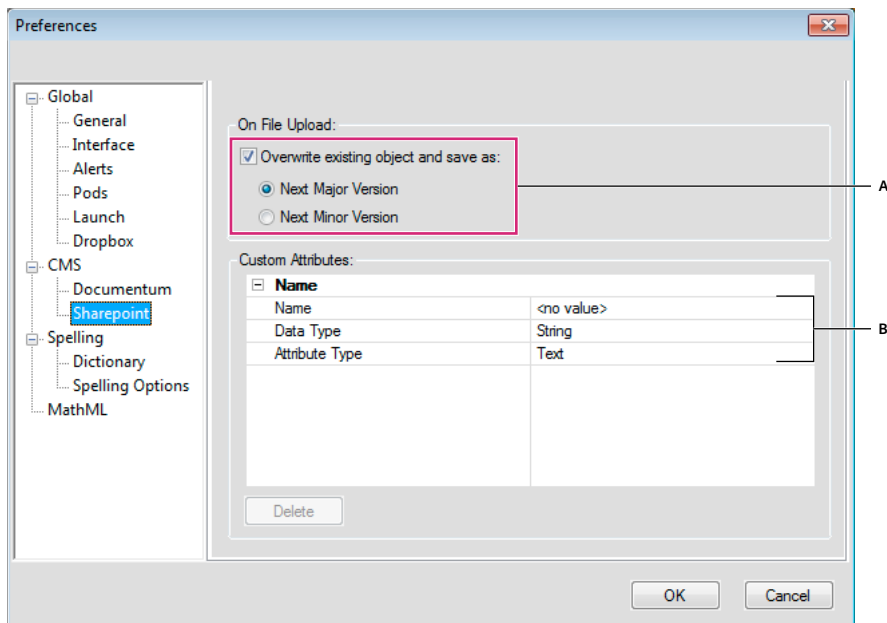 Preferences
Global
General
Interface
Alerts
Pods
Launch
Dropbox
CMS
Documentum
Sharepoint
Spelling
Dictionary
Spelling Options
MathML
On File Upload:
Overwrite existing object and save as:
Next Major Version
Next Minor Version
A
Custom Attributes:
Name
Name <no value>
Data Type String
Attribute Type Text
B
Delete
OK
Cancel